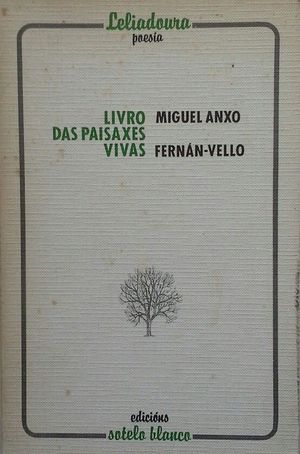 Leliadoura
poesía
LIVRO
DAS PAISAXES
VIVAS
MIGUEL ANXO
FERNÁN-VELLO
edicións
sotelo blanco